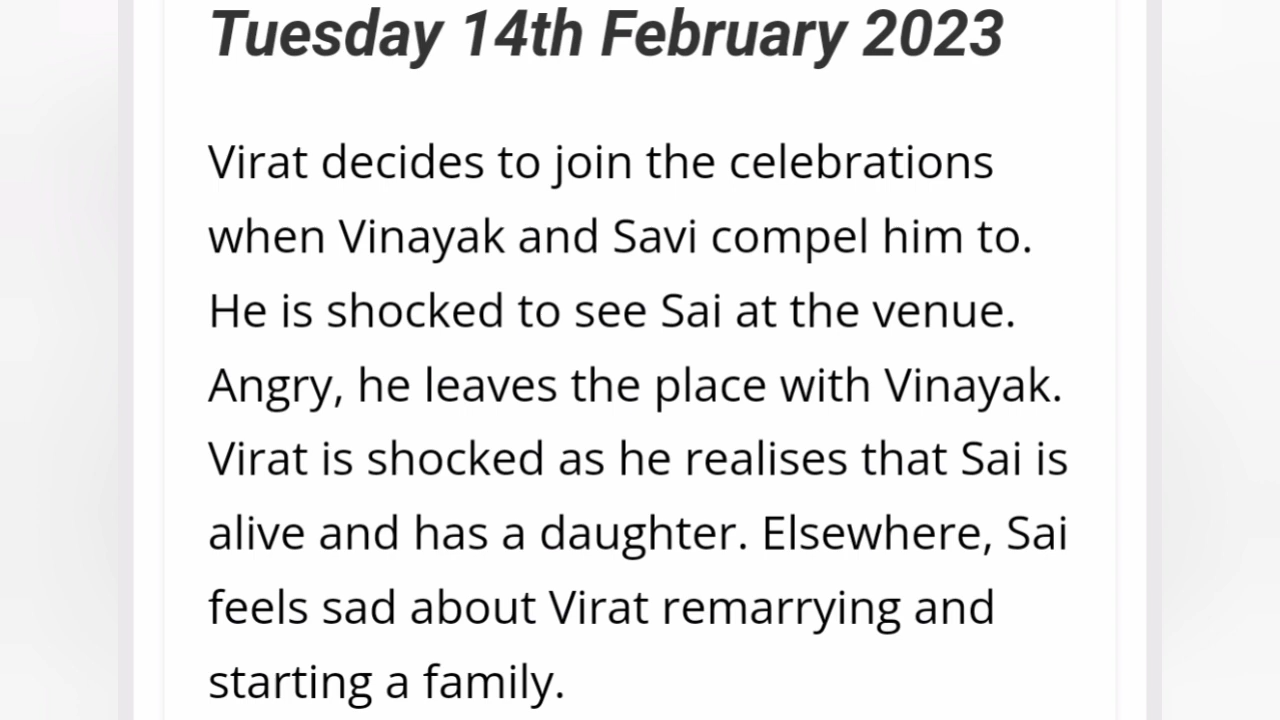 Tuesday 14th February 2023
Virat decides to join the celebrations
when Vinayak and Savi compel him to.
He is shocked to see Sai at the venue.
Angry, he leaves the place with Vinayak.
Virat is shocked as he realises that Sai is
alive and has a daughter. Elsewhere, Sai
feels sad about Virat remarrying and
starting a family.